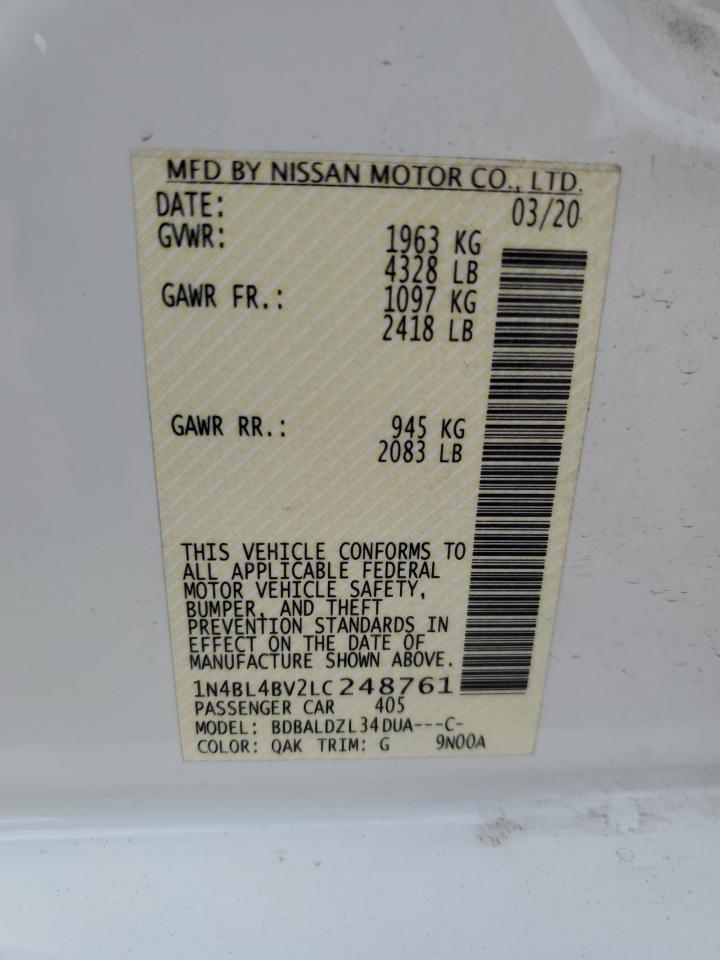 MFD BY NISSAN MOTOR CO., LTD.
DATE: 03/20
GVWR: 1963 KG
4328 LB
GAWR FR.: 1097 KG
2418 LB
GAWR RR.: 945 KG
2083 LB
THIS VEHICLE CONFORMS TO
ALL APPLICABLE FEDERAL
MOTOR VEHICLE SAFETY,
BUMPER, AND THEFT
PREVENTION STANDARDS IN
EFFECT ON THE DATE OF
MANUFACTURE SHOWN ABOVE.
1N4BL4BV2LC248761
PASSENGER CAR 405
MODEL: BDBALDZL34DUA---C-
COLOR: QAK TRIM: G 9N00A